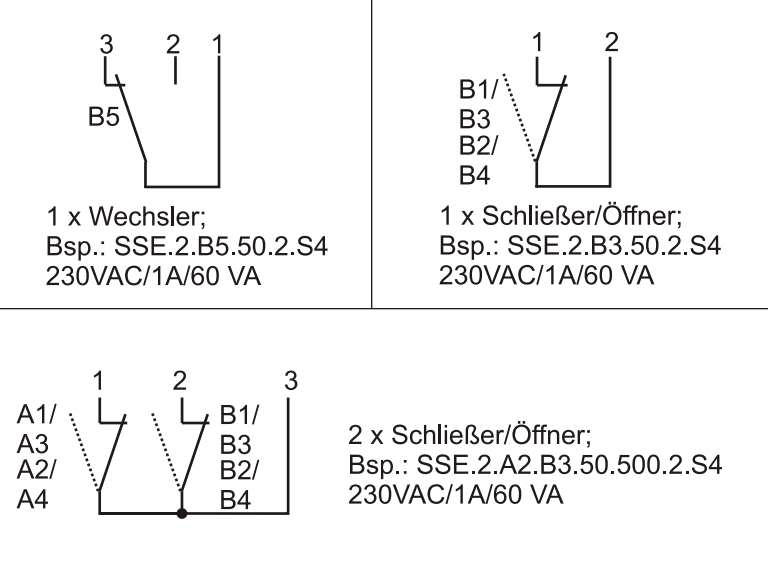 3 2 1
B5
1 x Wechsler;
Bsp.: SSE.2.B5.50.2.S4
230VAC/1A/60 VA
1 2
B1/
B3
B2/
B4
1 x Schließer/Öffner;
Bsp.: SSE.2.B3.50.2.S4
230VAC/1A/60 VA
1 2 3
A1/
A3
A2/
A4
B1/
B3
B2/
B4
2 x Schließer/Öffner;
Bsp.: SSE.2.A2.B3.50.500.2.S4
230VAC/1A/60 VA